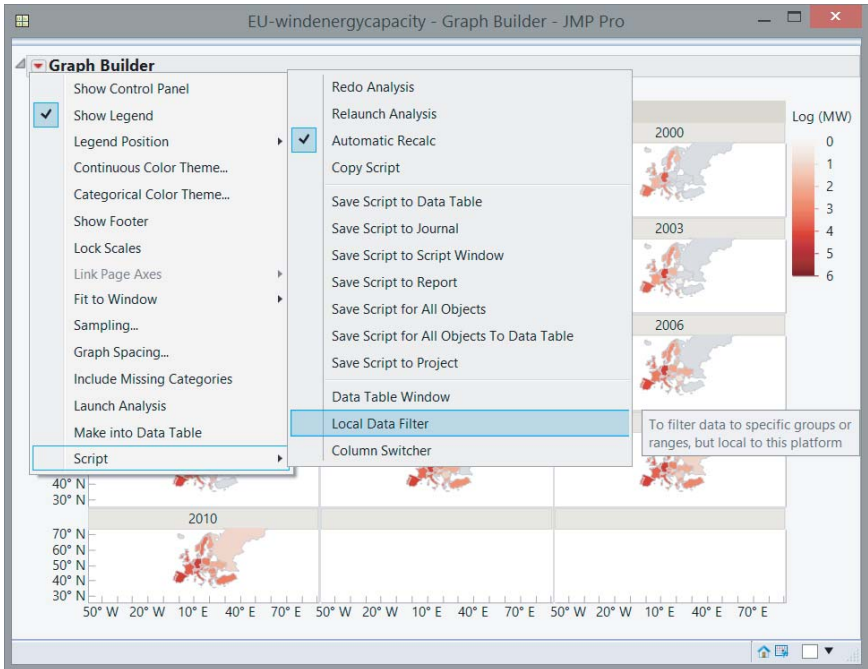 EU-windenergycapacity - Graph Builder - JMP Pro
Graph Builder
Show Control Panel
Show Legend
Legend Position
Continuous Color Theme...
Categorical Color Theme...
Show Footer
Lock Scales
Link Page Axes
Fit to Window
Sampling...
Graph Spacing...
Include Missing Categories
Launch Analysis
Make into Data Table
Script
Redo Analysis
Relaunch Analysis
Automatic Recalc
Copy Script
Save Script to Data Table
Save Script to Journal
Save Script to Script Window
Save Script to Report
Save Script for All Objects
Save Script for All Objects To Data Table
Save Script to Project
Data Table Window
Local Data Filter
Column Switcher
To filter data to specific groups or
ranges, but local to this platform
2000
2003
2006
Log (MW)
0
1
2
3
4
5
6
40° N
30° N
2010
70° N
60° N
50° N
40° N
30° N
50° W 20° W 10° E 40° E 70° E 50° W 20° W 10° E 40° E 70° E 50° W 20° W 10° E 40° E 70° E